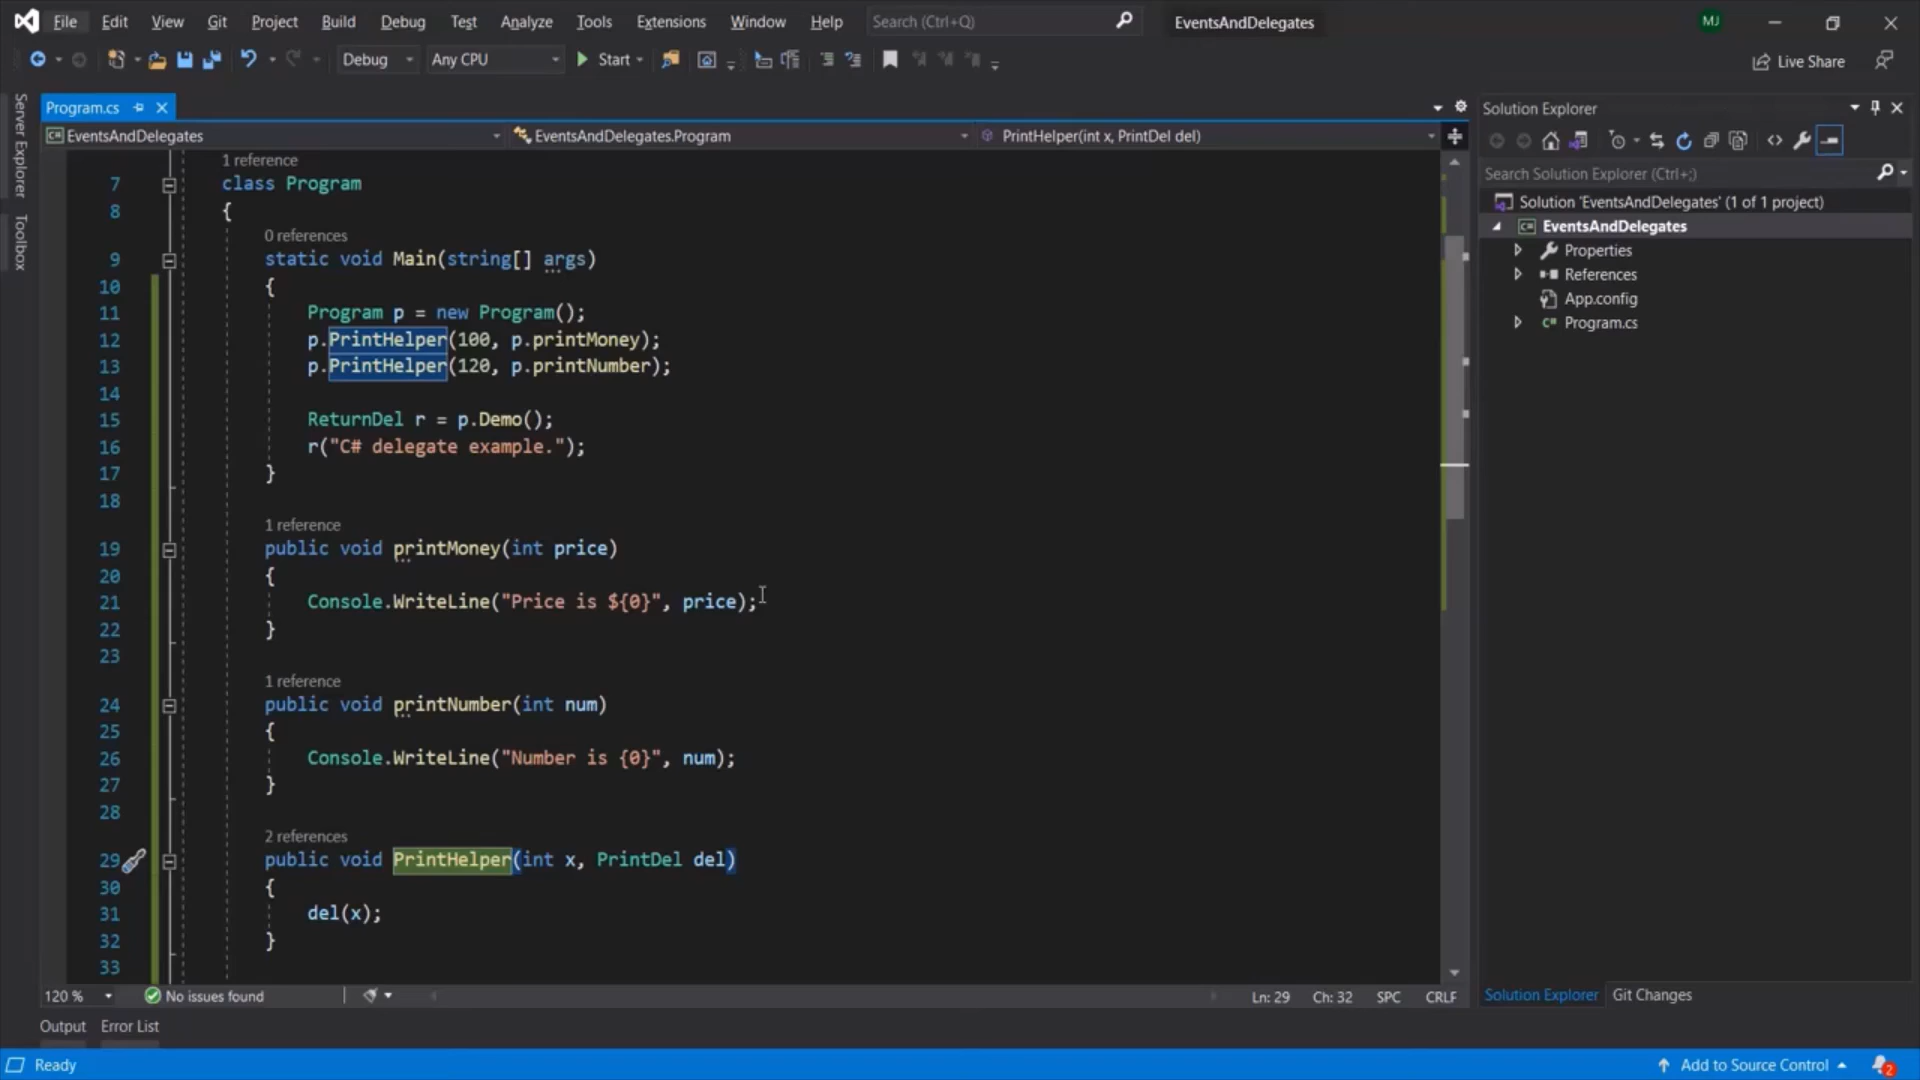 File Edit View Git Project Build Debug Test Analyze Tools Extensions Window Help Search (Ctrl+Q) EventsAndDelegates MJ
Debug Any CPU Start Live Share
Server Explorer
Toolbox
Program.cs
EventsAndDelegates EventsAndDelegates.Program PrintHelper(int x, PrintDel del)
1 reference
7 class Program
8 {
0 references
9 static void Main(string[] args)
10 {
11 Program p = new Program();
12 p.PrintHelper(100, p.printMoney);
13 p.PrintHelper(120, p.printNumber);
14
15 ReturnDel r = p.Demo();
16 r("C# delegate example.");
17 }
18
1 reference
19 public void printMoney(int price)
20 {
21 Console.WriteLine("Price is ${0}", price);
22 }
23
1 reference
24 public void printNumber(int num)
25 {
26 Console.WriteLine("Number is {0}", num);
27 }
28
2 references
29 public void PrintHelper(int x, PrintDel del)
30 {
31 del(x);
32 }
33
120 % No issues found Ln: 29 Ch: 32 SPC CRLF
Output Error List
Solution Explorer
Search Solution Explorer (Ctrl+;)
Solution 'EventsAndDelegates' (1 of 1 project)
C# EventsAndDelegates
Properties
References
App.config
C# Program.cs
Solution Explorer Git Changes
Ready Add to Source Control 2